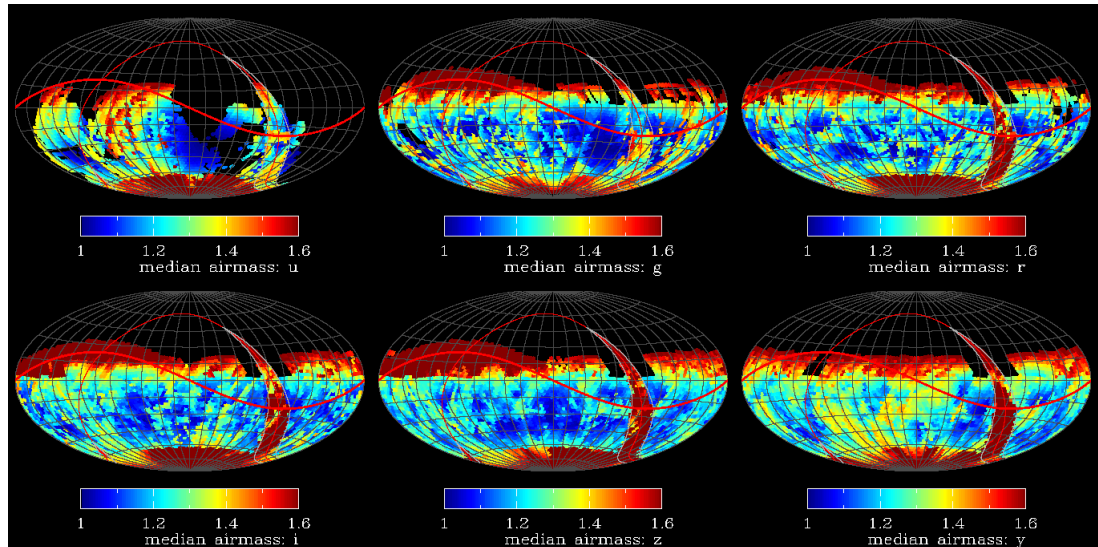 1 1.2 1.4 1.6
median airmass: u
1 1.2 1.4 1.6
median airmass: g
1 1.2 1.4 1.6
median airmass: r
1 1.2 1.4 1.6
median airmass: i
1 1.2 1.4 1.6
median airmass: z
1 1.2 1.4 1.6
median airmass: y